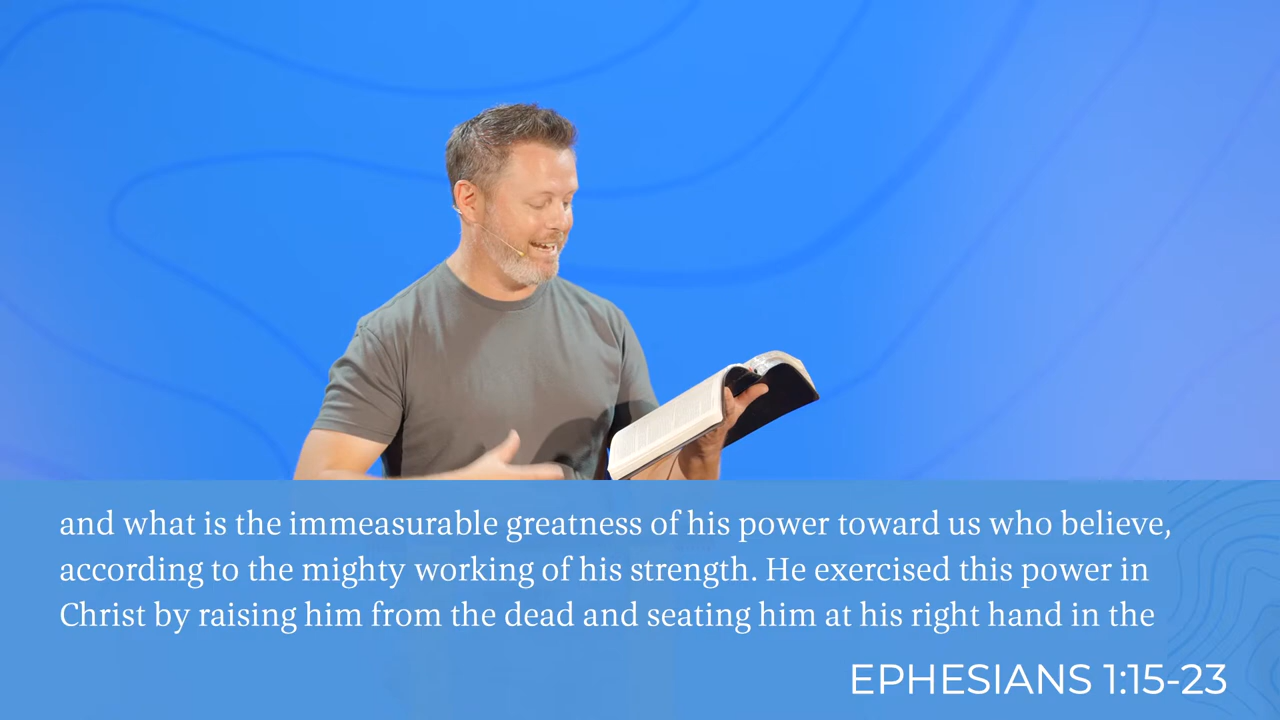 and what is the immeasurable greatness of his power toward us who believe,
according to the mighty working of his strength. He exercised this power in
Christ by raising him from the dead and seating him at his right hand in the
EPHESIANS 1:15-23